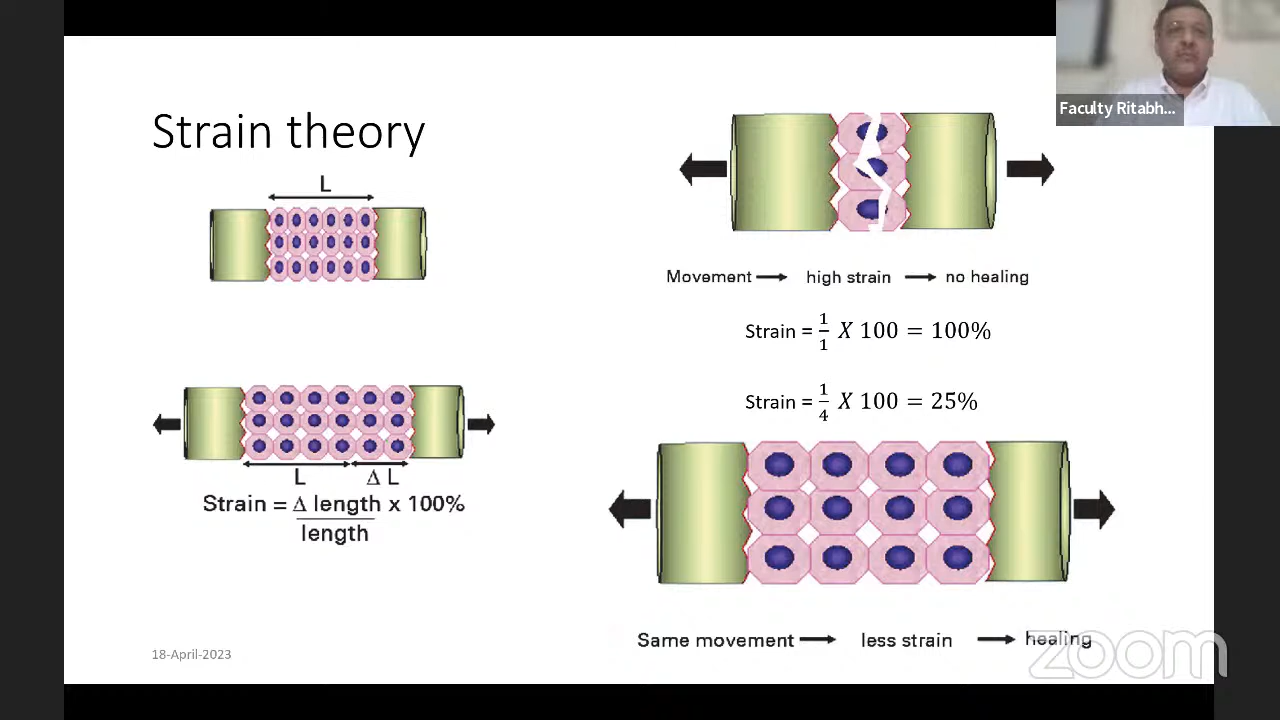 Faculty Ritabh...
Strain theory
L
L Δ L
Strain = Δ length x 100%
length
Movement → high strain → no healing
Strain = 1/1 X 100 = 100%
Strain = 1/4 X 100 = 25%
Same movement → less strain → healing
18-April-2023
zoom